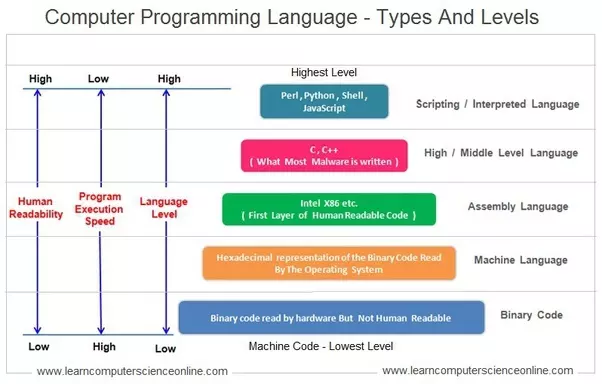 Computer Programming Language - Types And Levels
High
Low
High
Highest Level
Perl , Python , Shell ,
JavaScript
Scripting / Interpreted Language
C , C++
( What Most Malware is written )
High / Middle Level Language
Human
Readability
Program
Execution
Speed
Language
Level
Intel X86 etc.
( First Layer of Human Readable Code )
Assembly Language
Hexadecimal representation of the Binary Code Read
By The Operating System
Machine Language
Binary code read by hardware But Not Human Readable
Binary Code
Low
High
Low
Machine Code - Lowest Level
www.learncomputerscienceonline.com
www.learncomputerscienceonline.com